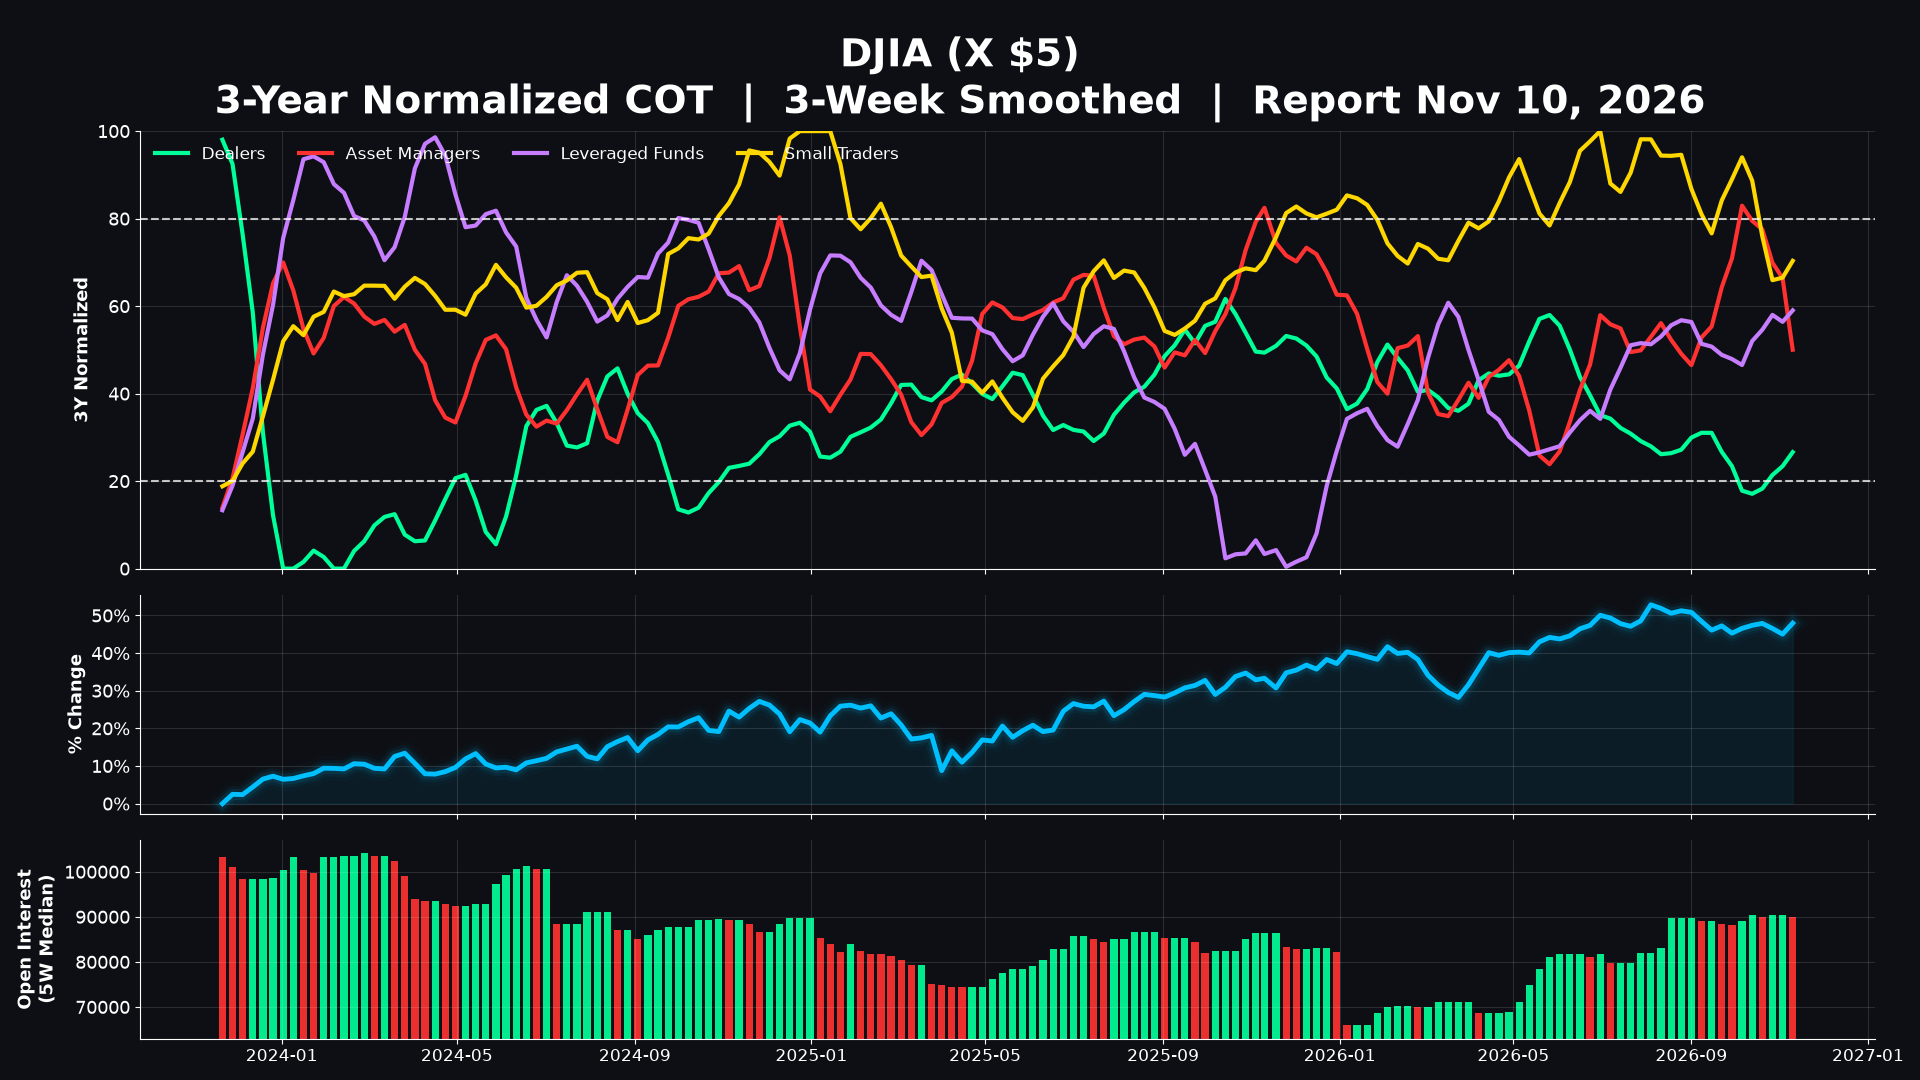 DJIA (X $5)
3-Year Normalized COT | 3-Week Smoothed | Report Nov 10, 2026
Dealers
Asset Managers
Leveraged Funds
Small Traders
3Y Normalized
100
80
60
40
20
0
% Change
50%
40%
30%
20%
10%
0%
Open Interest
(5W Median)
100000
90000
80000
70000
2024-01
2024-05
2024-09
2025-01
2025-05
2025-09
2026-01
2026-05
2026-09
2027-01